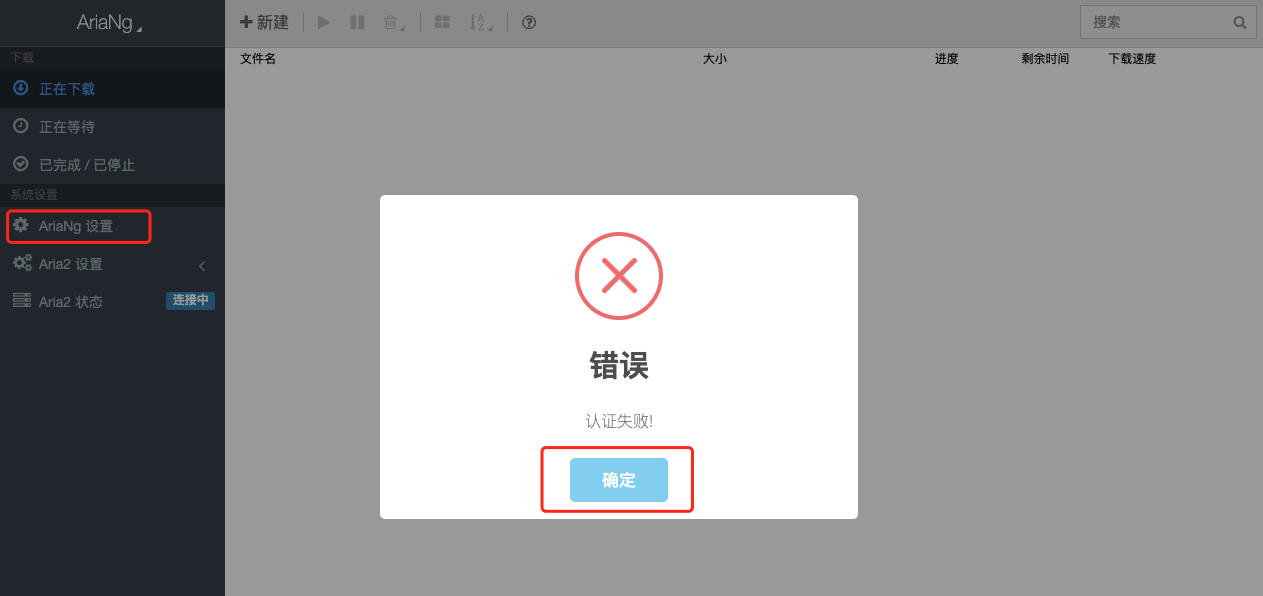 AriaNg
新建
搜索
下载
正在下载
正在等待
已完成 / 已停止
系统设置
AriaNg 设置
Aria2 设置
Aria2 状态 连接中
文件名 大小 进度 剩余时间 下载速度
错误
认证失败!
确定